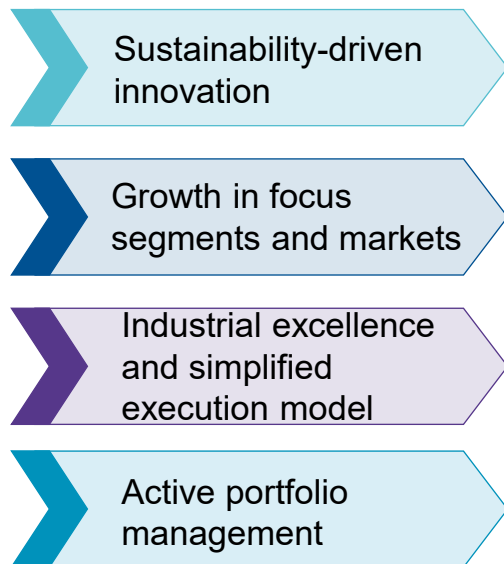 Sustainability-driven
innovation
Growth in focus
segments and markets
Industrial excellence
and simplified
execution model
Active portfolio
management